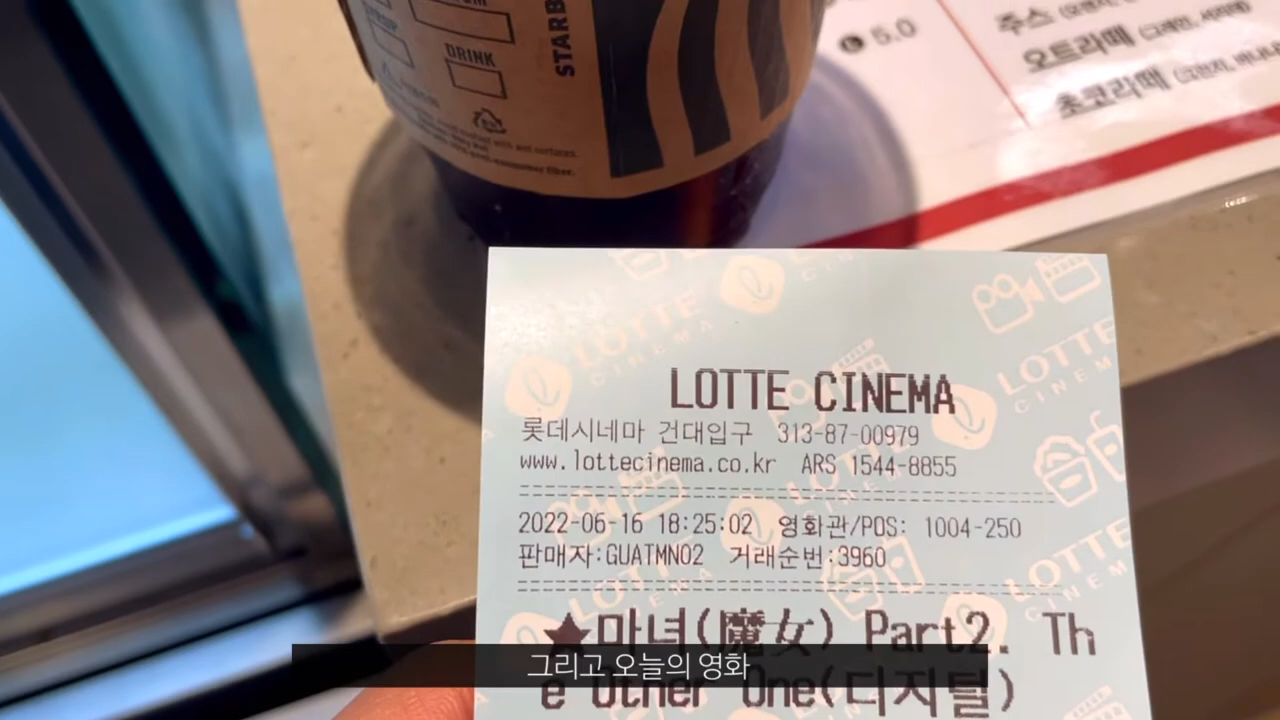 DRINK
STARB
5.0
주스
오트라떼
초코라떼
LOTTE CINEMA
롯데시네마 건대입구 313-87-00979
www.lottecinema.co.kr ARS 1544-8855
2022-06-16 18:25:02 영화관/POS: 1004-250
판매자:GUATMN02 거래순번:3960
★마녀(魔女) Part2. Th
e Other One(디지털)
그리고 오늘의 영화